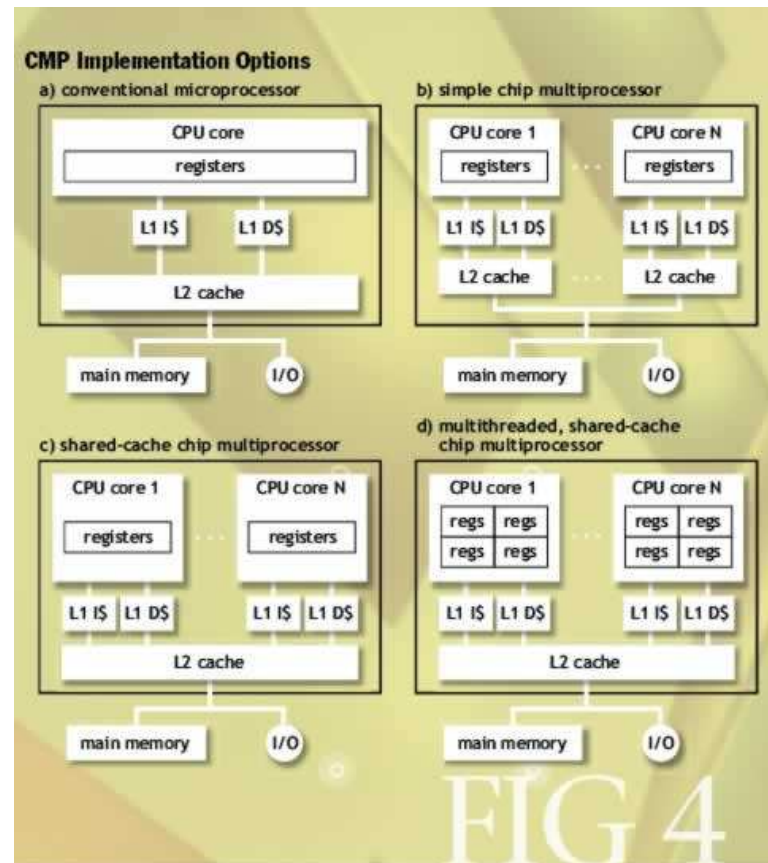 CMP Implementation Options
a) conventional microprocessor
CPU core
registers
L1 I$ L1 D$
L2 cache
main memory I/O
b) simple chip multiprocessor
CPU core 1 ... CPU core N
registers registers
L1 I$ L1 D$ L1 I$ L1 D$
L2 cache ... L2 cache
main memory I/O
c) shared-cache chip multiprocessor
CPU core 1 ... CPU core N
registers registers
L1 I$ L1 D$ L1 I$ L1 D$
L2 cache
main memory I/O
d) multithreaded, shared-cache
chip multiprocessor
CPU core 1 ... CPU core N
regs regs regs regs
regs regs regs regs
L1 I$ L1 D$ L1 I$ L1 D$
L2 cache
main memory I/O
FIG 4